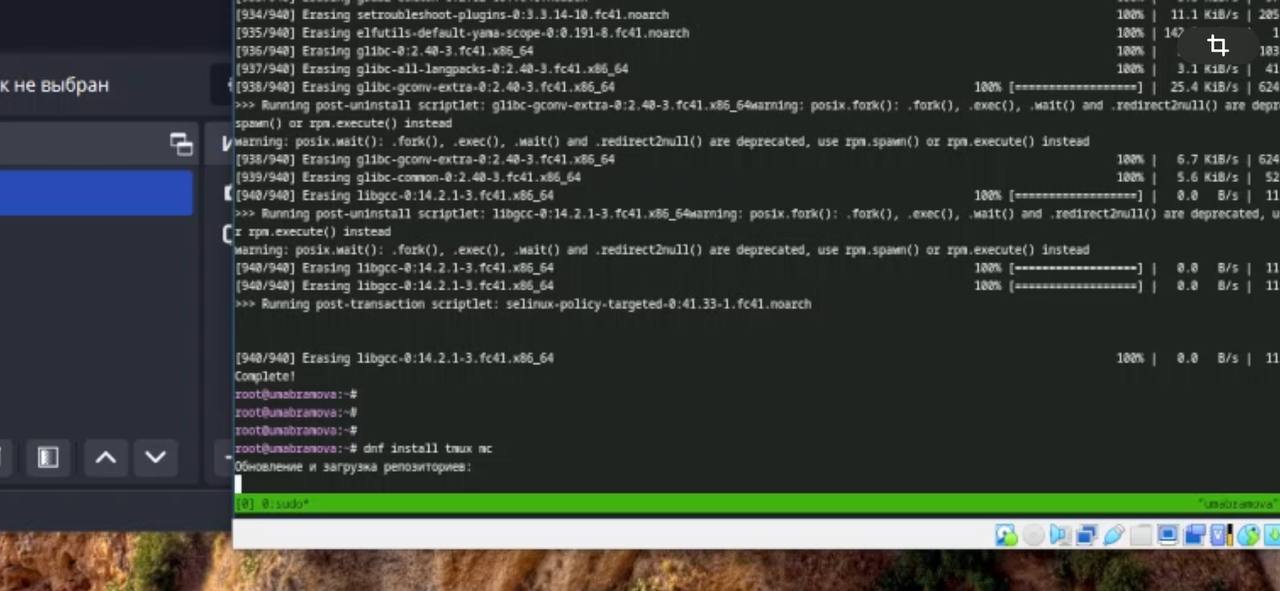 [934/940] Erasing setroubleshoot-plugins-0:3.3.14-10.fc41.noarch 100% | 11.1 KiB/s | 205
[935/940] Erasing elfutils-default-yama-scope-0:0.191-8.fc41.noarch 100% | 142
[936/940] Erasing glibc-0:2.40-3.fc41.x86_64 100% | 103
[937/940] Erasing glibc-all-langpacks-0:2.40-3.fc41.x86_64 100% | 3.1 KiB/s | 41
к не выбран
[938/940] Erasing glibc-gconv-extra-0:2.40-3.fc41.x86_64 100% [==================] | 25.4 KiB/s | 624
>>> Running post-uninstall scriptlet: glibc-gconv-extra-0:2.40-3.fc41.x86_64warning: posix.fork(): .fork(), .exec(), .wait() and .redirect2null() are depr
spawn() or rpm.execute() instead
warning: posix.wait(): .fork(), .exec(), .wait() and .redirect2null() are deprecated, use rpm.spawn() or rpm.execute() instead
[938/940] Erasing glibc-gconv-extra-0:2.40-3.fc41.x86_64 100% | 6.7 KiB/s | 624
[939/940] Erasing glibc-common-0:2.40-3.fc41.x86_64 100% | 5.6 KiB/s | 52
[940/940] Erasing libgcc-0:14.2.1-3.fc41.x86_64 100% [==================] | 0.0 B/s | 11
>>> Running post-uninstall scriptlet: libgcc-0:14.2.1-3.fc41.x86_64warning: posix.fork(): .fork(), .exec(), .wait() and .redirect2null() are deprecated, u
r rpm.execute() instead
warning: posix.wait(): .fork(), .exec(), .wait() and .redirect2null() are deprecated, use rpm.spawn() or rpm.execute() instead
[940/940] Erasing libgcc-0:14.2.1-3.fc41.x86_64 100% [==================] | 0.0 B/s | 11
[940/940] Erasing libgcc-0:14.2.1-3.fc41.x86_64 100% [==================] | 0.0 B/s | 11
>>> Running post-transaction scriptlet: selinux-policy-targeted-0:41.33-1.fc41.noarch
[940/940] Erasing libgcc-0:14.2.1-3.fc41.x86_64 100% | 0.0 B/s | 11
Complete!
root@umabramova:~#
root@umabramova:~#
root@umabramova:~#
root@umabramova:~# dnf install tmux mc
Обновление и загрузка репозиториев:
[0] 0:sudo* "umabramova"